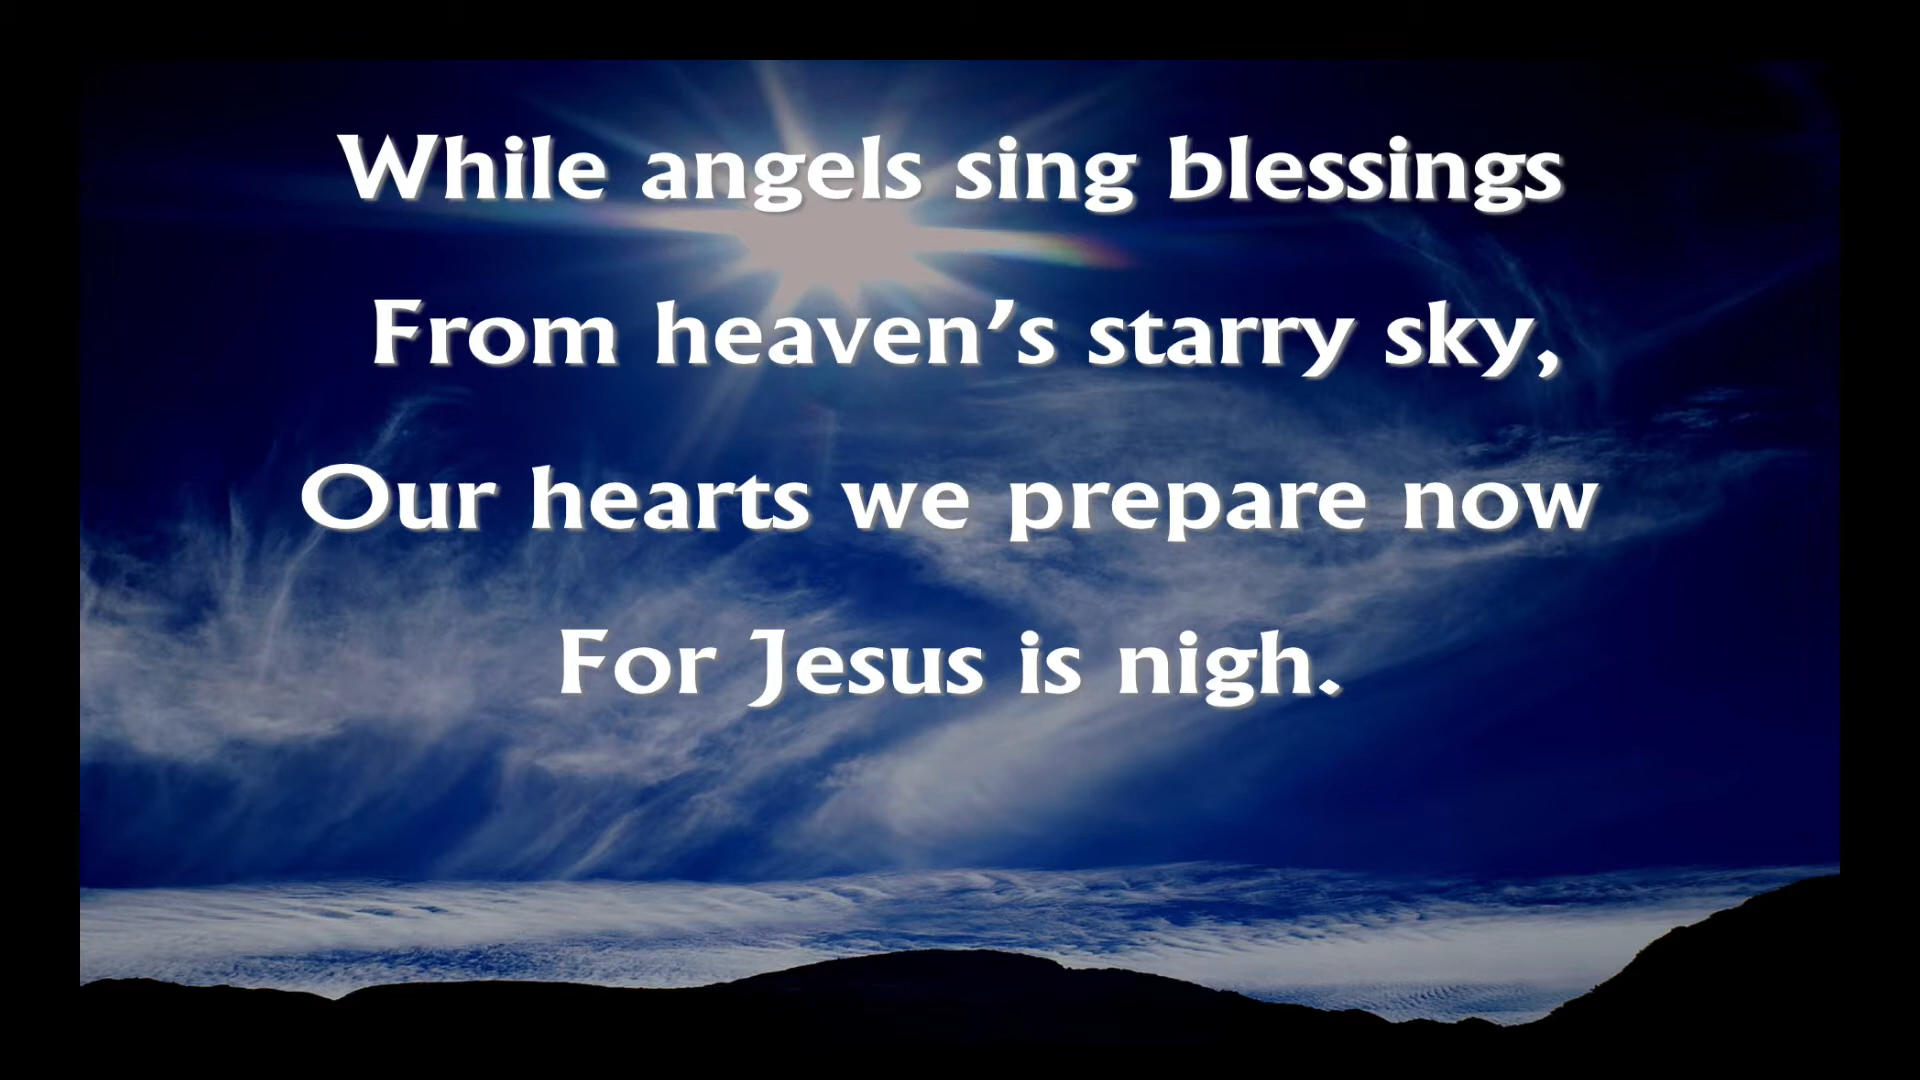 While angels sing blessings
From heaven’s starry sky,
Our hearts we prepare now
For Jesus is nigh.